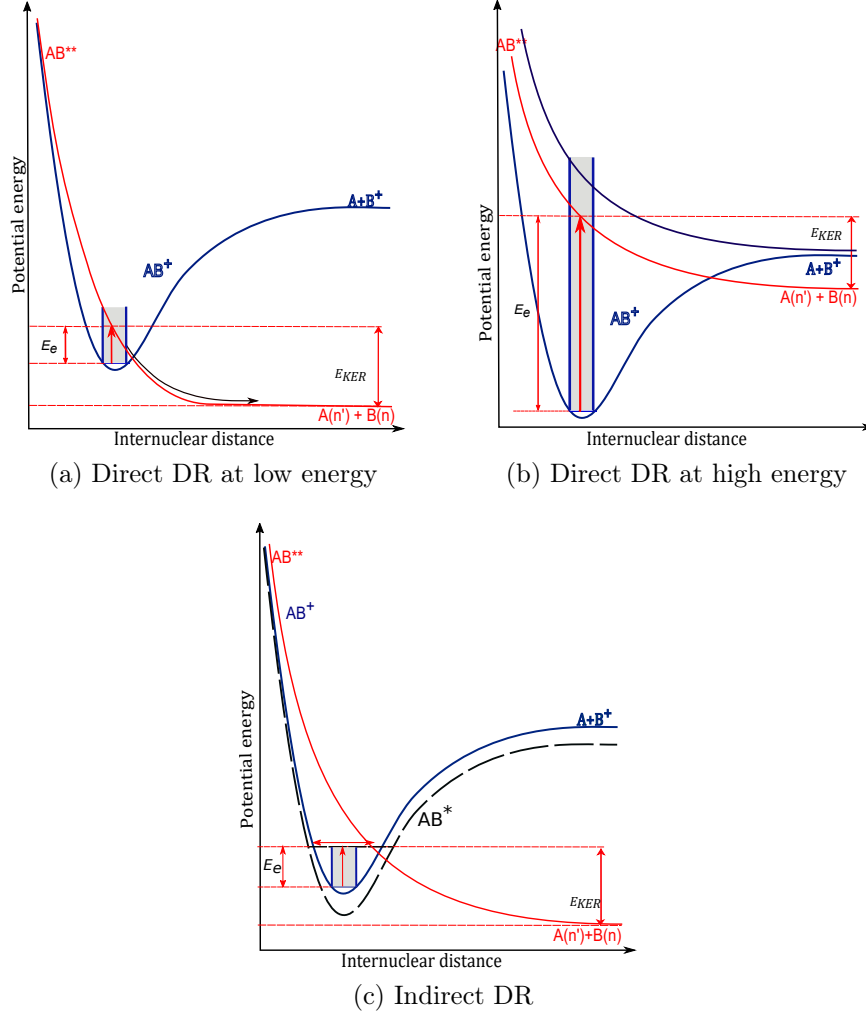 AB**
Potential energy
A+B+
AB+
Ee
EKER
A(n') + B(n)
Internuclear distance
(a) Direct DR at low energy
AB**
Potential energy
EKER
A+B+
A(n') + B(n)
Ee
AB+
Internuclear distance
(b) Direct DR at high energy
AB**
AB+
Potential energy
A+B+
AB*
Ee
EKER
A(n')+B(n)
Internuclear distance
(c) Indirect DR